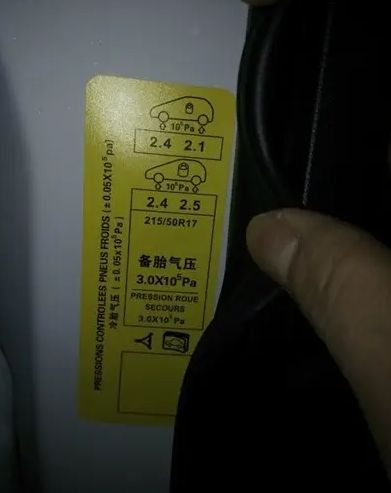 10⁵Pa
2.4 2.1
10⁵Pa
2.4 2.5
215/50R17
备胎气压
3.0X10⁵Pa
PRESSION ROUE
SECOURS
3.0X10⁵Pa
PRESSIONS CONTROLEES PNEUS FROIDS (±0.05X10⁵pa)
冷胎气压 (±0.05x10⁵Pa)